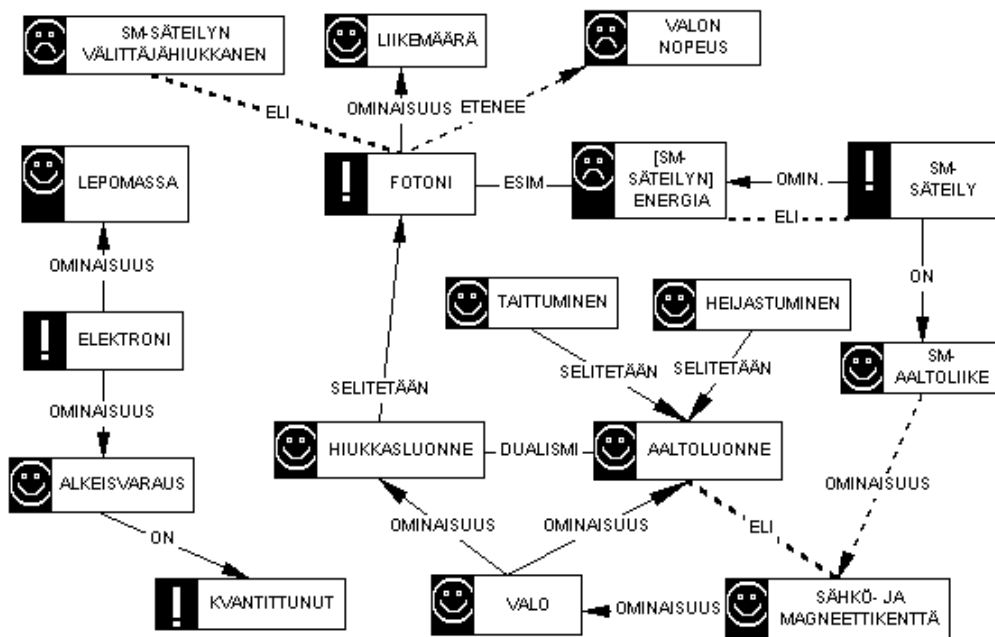 SM-SÄTEILYN
VÄLITTÄJÄHIUKKANEN
LIIKEMÄÄRÄ
VALON
NOPEUS
ELI
OMINAISUUS
ETENEE
LEPOMASSA
FOTONI
ESIM
[SM-
SÄTEILYN]
ENERGIA
OMIN.
ELI
SM-
SÄTEILY
OMINAISUUS
ON
TAITTUMINEN
HEIJASTUMINEN
ELEKTRONI
SM-
AALTOLIIKE
SELITETÄÄN
SELITETÄÄN
SELITETÄÄN
OMINAISUUS
HIUKKASLUONNE
DUALISMI
AALTOLUONNE
ALKEISVARAUS
OMINAISUUS
ON
OMINAISUUS
OMINAISUUS
ELI
KVANTITTUNUT
VALO
OMINAISUUS
SÄHKÖ- JA
MAGNEETTIKENTTÄ